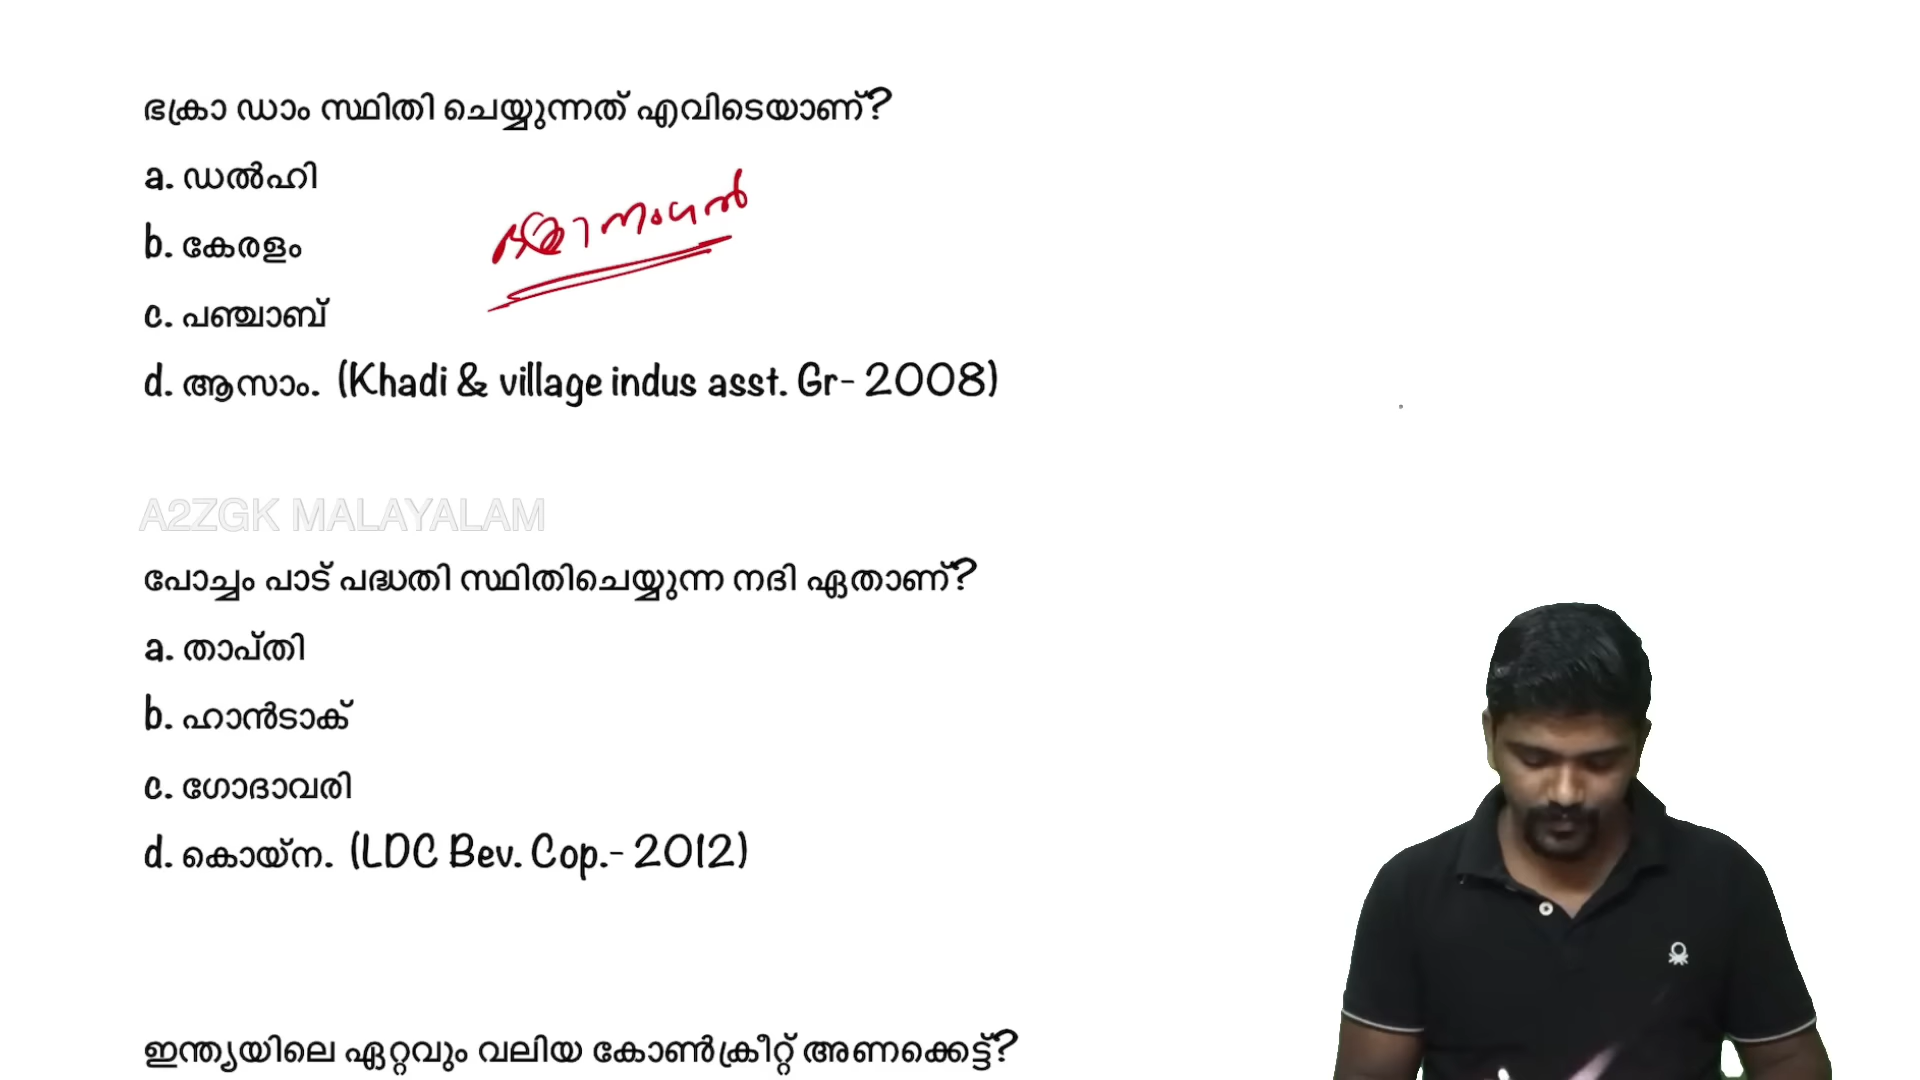 ഭക്രാ ഡാം സ്ഥിതി ചെയ്യുന്നത് എവിടെയാണ്?
a. ഡൽഹി
b. കേരളം
c. പഞ്ചാബ്
d. ആസാം. (Khadi & village indus asst. Gr- 2008)
A2ZGK MALAYALAM
പോച്ചം പാട് പദ്ധതി സ്ഥിതിചെയ്യുന്ന നദി ഏതാണ്?
a. താപ്തി
b. ഹാൻടാക്
c. ഗോദാവരി
d. കൊയ്ന. (LDC Bev. Cop.- 2012)
ഇന്ത്യയിലെ ഏറ്റവും വലിയ കോൺക്രീറ്റ് അണക്കെട്ട്?